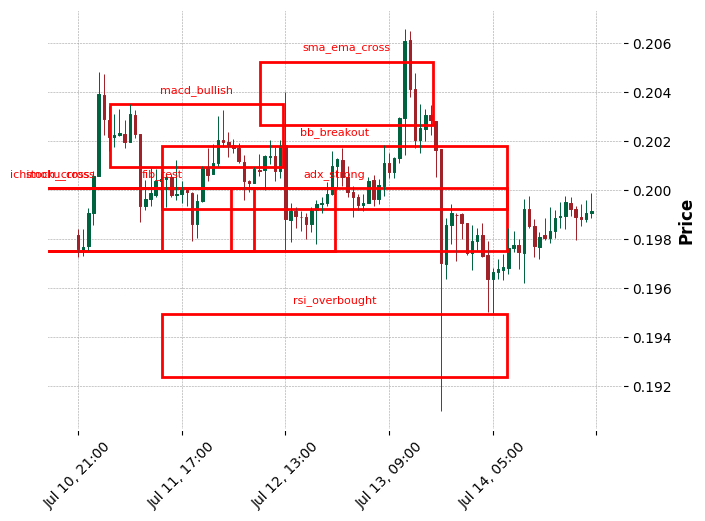 sma_ema_cross
macd_bullish
bb_breakout
fib_test
adx_strong
rsi_overbought
0.206
0.204
0.202
0.200
0.198
0.196
0.194
0.192
Price
Jul 10, 21:00
Jul 11, 17:00
Jul 12, 13:00
Jul 13, 09:00
Jul 14, 05:00